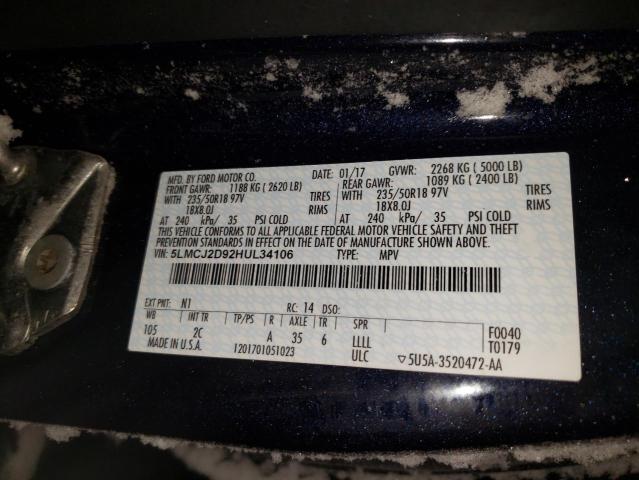 MFD. BY FORD MOTOR CO. DATE: 01/17 GVWR: 2268 KG ( 5000 LB)
FRONT GAWR: 1188 KG ( 2620 LB) REAR GAWR: 1089 KG ( 2400 LB)
WITH 235/50R18 97V TIRES WITH 235/50R18 97V TIRES
18X8.0J RIMS 18X8.0J RIMS
AT 240 kPa/ 35 PSI COLD AT 240 kPa/ 35 PSI COLD
THIS VEHICLE CONFORMS TO ALL APPLICABLE FEDERAL MOTOR VEHICLE SAFETY AND THEFT
PREVENTION STANDARDS IN EFFECT ON THE DATE OF MANUFACTURE SHOWN ABOVE.
VIN: 5LMCJ2D92HUL34106 TYPE: MPV
EXT PNT: N1 RC: 14 DSO:
WB INT TR TP/PS R AXLE TR SPR F0040
105 2C A 35 6 LLLL T0179
MADE IN U.S.A. 1201701051023 ULC ▽5U5A-3520472-AA